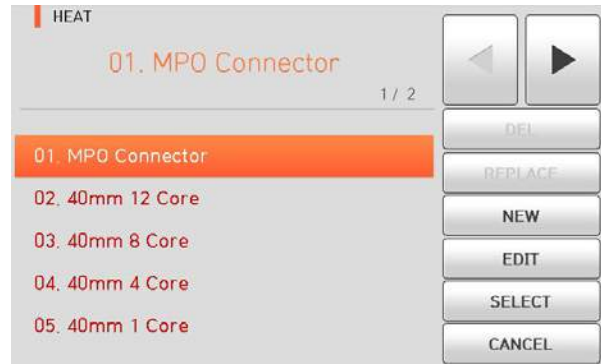 HEAT
01. MPO Connector
1 / 2
01. MPO Connector
02. 40mm 12 Core
03. 40mm 8 Core
04. 40mm 4 Core
05. 40mm 1 Core
DEL
REPLACE
NEW
EDIT
SELECT
CANCEL